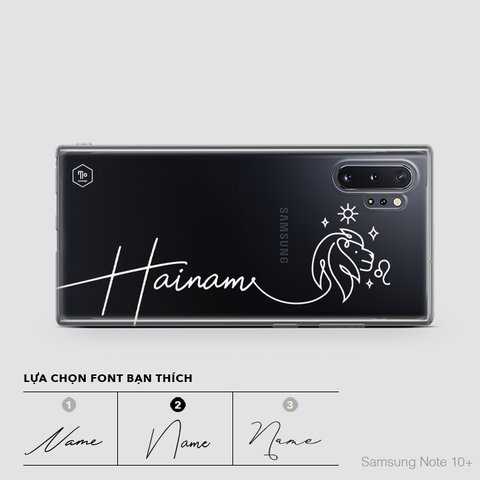 Hainam
SAMSUNG
LỰA CHỌN FONT BẠN THÍCH
1 2 3
Name Name Name
Samsung Note 10+